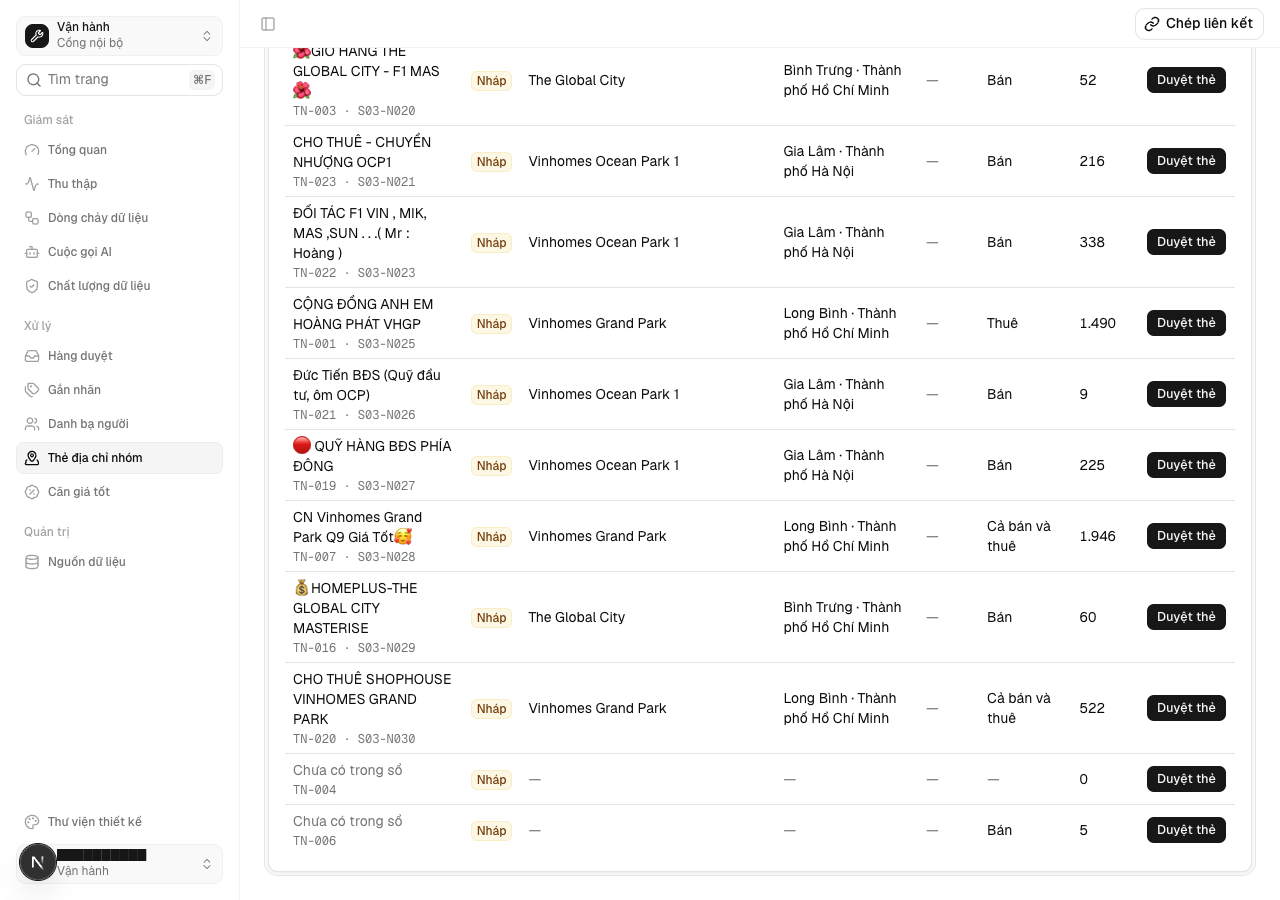 Vận hành
Cổng nội bộ
Tìm trang
⌘F
Giám sát
Tổng quan
Thu thập
Dòng chảy dữ liệu
Cuộc gọi AI
Chất lượng dữ liệu
Xử lý
Hàng duyệt
Gắn nhãn
Danh bạ người
Thẻ địa chỉ nhóm
Căn giá tốt
Quản trị
Nguồn dữ liệu
Thư viện thiết kế
N
Vận hành
Chép liên kết
🌺GIỎ HÀNG THE
GLOBAL CITY - F1 MAS
🌺
TN-003 · S03-N020
Nháp
The Global City
Bình Trưng · Thành
phố Hồ Chí Minh
—
Bán
52
Duyệt thẻ
CHO THUÊ - CHUYỂN
NHƯỢNG OCP1
TN-023 · S03-N021
Nháp
Vinhomes Ocean Park 1
Gia Lâm · Thành
phố Hà Nội
—
Bán
216
Duyệt thẻ
ĐỐI TÁC F1 VIN , MIK,
MAS ,SUN . . .( Mr :
Hoàng )
TN-022 · S03-N023
Nháp
Vinhomes Ocean Park 1
Gia Lâm · Thành
phố Hà Nội
—
Bán
338
Duyệt thẻ
CỘNG ĐỒNG ANH EM
HOÀNG PHÁT VHGP
TN-001 · S03-N025
Nháp
Vinhomes Grand Park
Long Bình · Thành
phố Hồ Chí Minh
—
Thuê
1.490
Duyệt thẻ
Đức Tiến BĐS (Quỹ đầu
tư, ôm OCP)
TN-021 · S03-N026
Nháp
Vinhomes Ocean Park 1
Gia Lâm · Thành
phố Hà Nội
—
Bán
9
Duyệt thẻ
🔴 QUỸ HÀNG BĐS PHÍA
ĐÔNG
TN-019 · S03-N027
Nháp
Vinhomes Ocean Park 1
Gia Lâm · Thành
phố Hà Nội
—
Bán
225
Duyệt thẻ
CN Vinhomes Grand
Park Q9 Giá Tốt🥰
TN-007 · S03-N028
Nháp
Vinhomes Grand Park
Long Bình · Thành
phố Hồ Chí Minh
—
Cả bán và
thuê
1.946
Duyệt thẻ
💰HOMEPLUS-THE
GLOBAL CITY
MASTERISE
TN-016 · S03-N029
Nháp
The Global City
Bình Trưng · Thành
phố Hồ Chí Minh
—
Bán
60
Duyệt thẻ
CHO THUÊ SHOPHOUSE
VINHOMES GRAND
PARK
TN-020 · S03-N030
Nháp
Vinhomes Grand Park
Long Bình · Thành
phố Hồ Chí Minh
—
Cả bán và
thuê
522
Duyệt thẻ
Chưa có trong sổ
TN-004
Nháp
—
—
—
—
0
Duyệt thẻ
Chưa có trong sổ
TN-006
Nháp
—
—
—
Bán
5
Duyệt thẻ